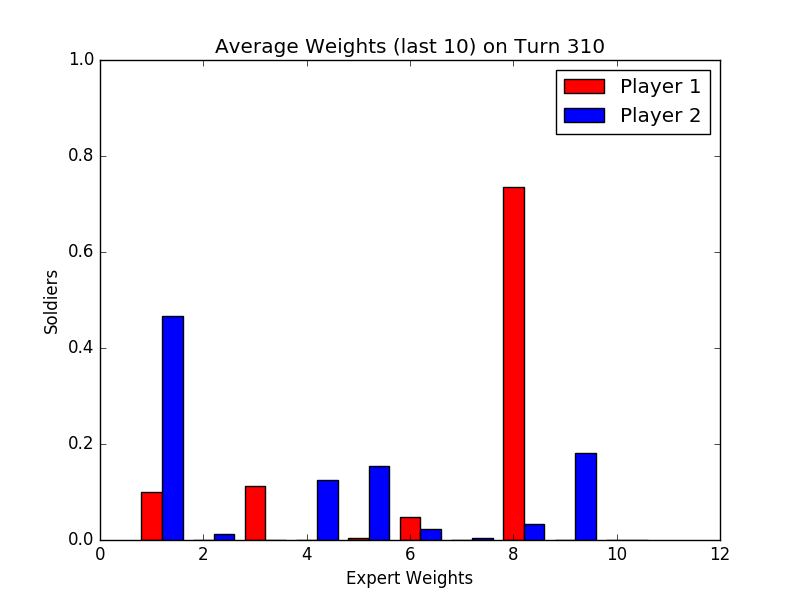 Average Weights (last 10) on Turn 310
1.0
0.8
0.6
0.4
0.2
0.0
Soldiers
Player 1
Player 2
0 2 4 6 8 10 12
Expert Weights